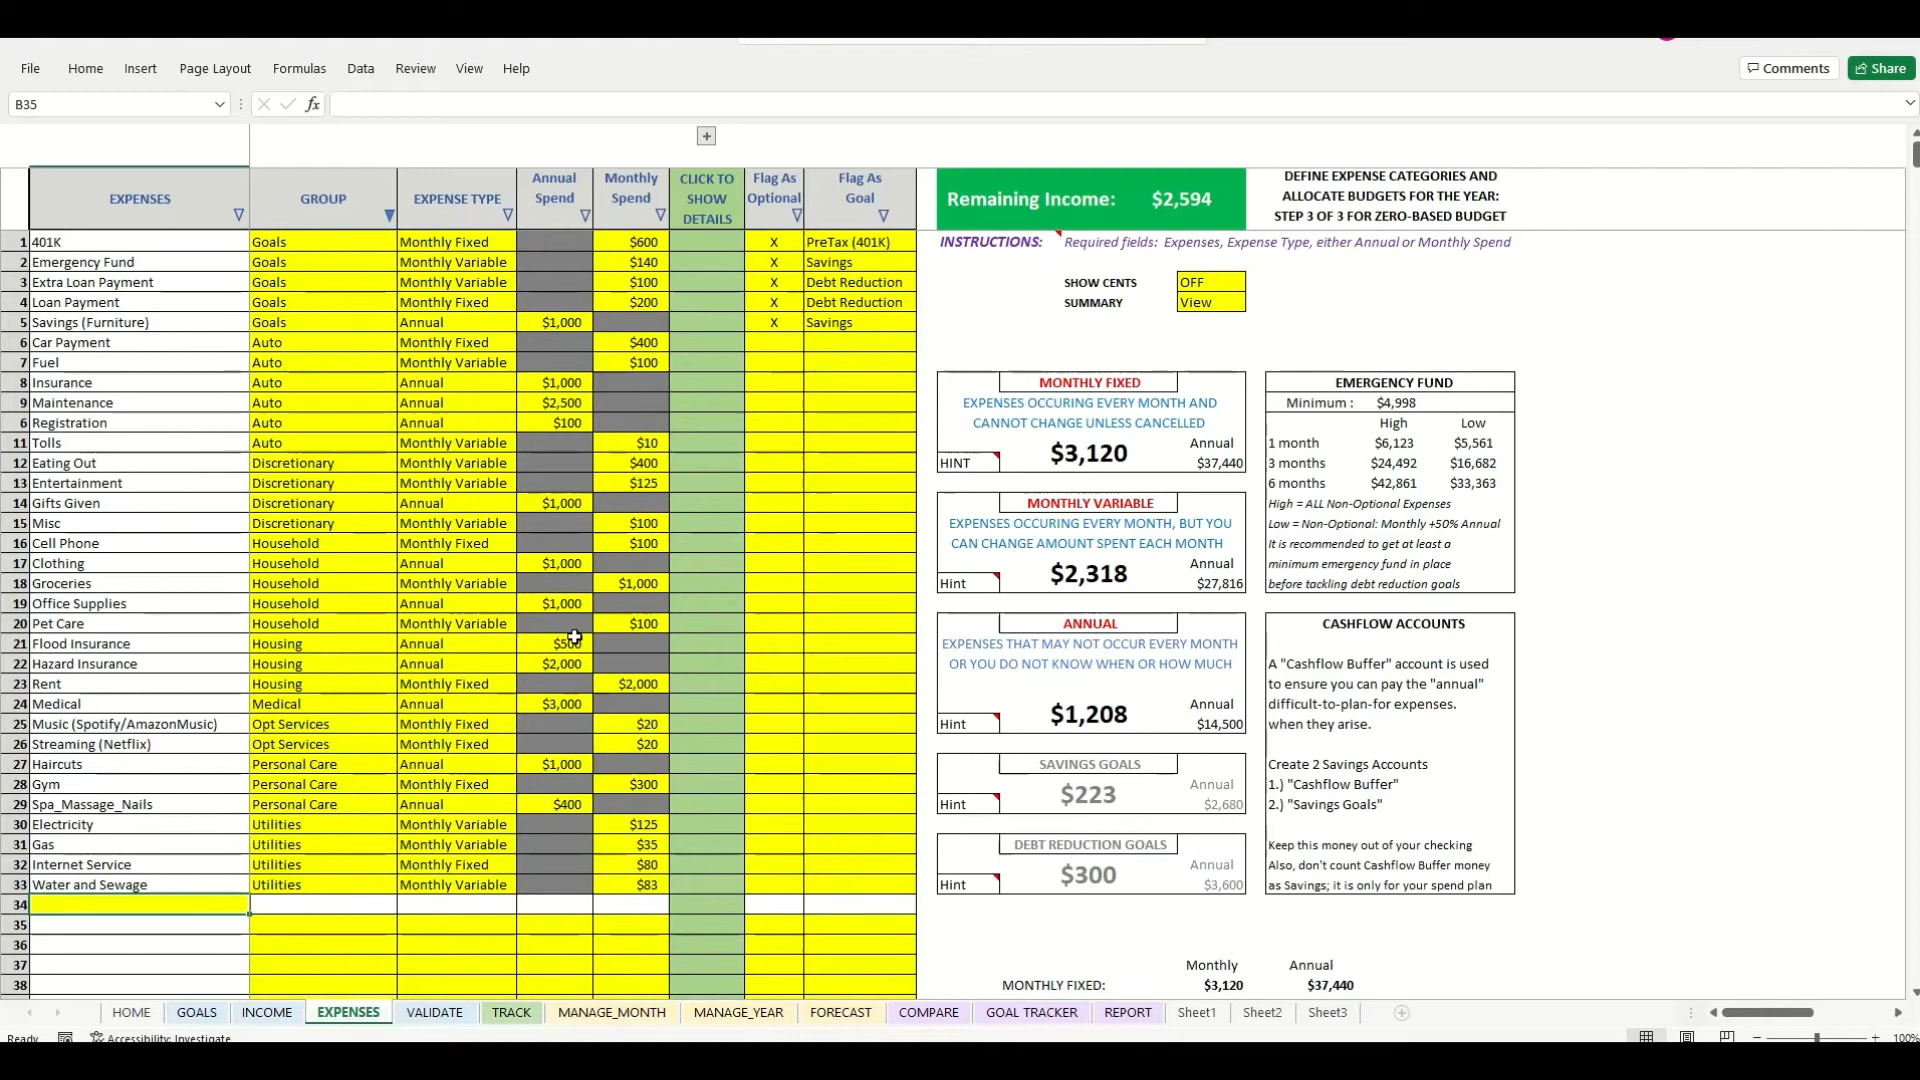 File Home Insert Page Layout Formulas Data Review View Help Comments Share
B35 fx
+
EXPENSES GROUP EXPENSE TYPE Annual Spend Monthly Spend CLICK TO SHOW DETAILS Flag As Optional Flag As Goal
1 401K Goals Monthly Fixed $600 X PreTax (401K)
2 Emergency Fund Goals Monthly Variable $140 X Savings
3 Extra Loan Payment Goals Monthly Variable $100 X Debt Reduction
4 Loan Payment Goals Monthly Fixed $200 X Debt Reduction
5 Savings (Furniture) Goals Annual $1,000 X Savings
6 Car Payment Auto Monthly Fixed $400
7 Fuel Auto Monthly Variable $100
8 Insurance Auto Annual $1,000
9 Maintenance Auto Annual $2,500
6 Registration Auto Annual $100
11 Tolls Auto Monthly Variable $10
12 Eating Out Discretionary Monthly Variable $400
13 Entertainment Discretionary Monthly Variable $125
14 Gifts Given Discretionary Annual $1,000
15 Misc Discretionary Monthly Variable $100
16 Cell Phone Household Monthly Fixed $100
17 Clothing Household Annual $1,000
18 Groceries Household Monthly Variable $1,000
19 Office Supplies Household Annual $1,000
20 Pet Care Household Monthly Variable $100
21 Flood Insurance Housing Annual $500
22 Hazard Insurance Housing Annual $2,000
23 Rent Housing Monthly Fixed $2,000
24 Medical Medical Annual $3,000
25 Music (Spotify/AmazonMusic) Opt Services Monthly Fixed $20
26 Streaming (Netflix) Opt Services Monthly Fixed $20
27 Haircuts Personal Care Annual $1,000
28 Gym Personal Care Monthly Fixed $300
29 Spa_Massage_Nails Personal Care Annual $400
30 Electricity Utilities Monthly Variable $125
31 Gas Utilities Monthly Variable $35
32 Internet Service Utilities Monthly Fixed $80
33 Water and Sewage Utilities Monthly Variable $83
34
35
36
37
38
Remaining Income: $2,594
DEFINE EXPENSE CATEGORIES AND
ALLOCATE BUDGETS FOR THE YEAR:
STEP 3 OF 3 FOR ZERO-BASED BUDGET
INSTRUCTIONS: Required fields: Expenses, Expense Type, either Annual or Monthly Spend
SHOW CENTS OFF
SUMMARY View
MONTHLY FIXED
EXPENSES OCCURING EVERY MONTH AND
CANNOT CHANGE UNLESS CANCELLED
Annual
HINT $3,120 $37,440
MONTHLY VARIABLE
EXPENSES OCCURING EVERY MONTH, BUT YOU
CAN CHANGE AMOUNT SPENT EACH MONTH
Annual
Hint $2,318 $27,816
ANNUAL
EXPENSES THAT MAY NOT OCCUR EVERY MONTH
OR YOU DO NOT KNOW WHEN OR HOW MUCH
Annual
Hint $1,208 $14,500
SAVINGS GOALS
Annual
Hint $223 $2,680
DEBT REDUCTION GOALS
Annual
Hint $300 $3,600
EMERGENCY FUND
Minimum : $4,998
High Low
1 month $6,123 $5,561
3 months $24,492 $16,682
6 months $42,861 $33,363
High = ALL Non-Optional Expenses
Low = Non-Optional: Monthly +50% Annual
It is recommended to get at least a
minimum emergency fund in place
before tackling debt reduction goals
CASHFLOW ACCOUNTS
A "Cashflow Buffer" account is used
to ensure you can pay the "annual"
difficult-to-plan-for expenses.
when they arise.
Create 2 Savings Accounts
1.) "Cashflow Buffer"
2.) "Savings Goals"
Keep this money out of your checking
Also, don't count Cashflow Buffer money
as Savings; it is only for your spend plan
Monthly Annual
MONTHLY FIXED: $3,120 $37,440
HOME GOALS INCOME EXPENSES VALIDATE TRACK MANAGE_MONTH MANAGE_YEAR FORECAST COMPARE GOAL TRACKER REPORT Sheet1 Sheet2 Sheet3
Ready Accessibility: Investigate 100%